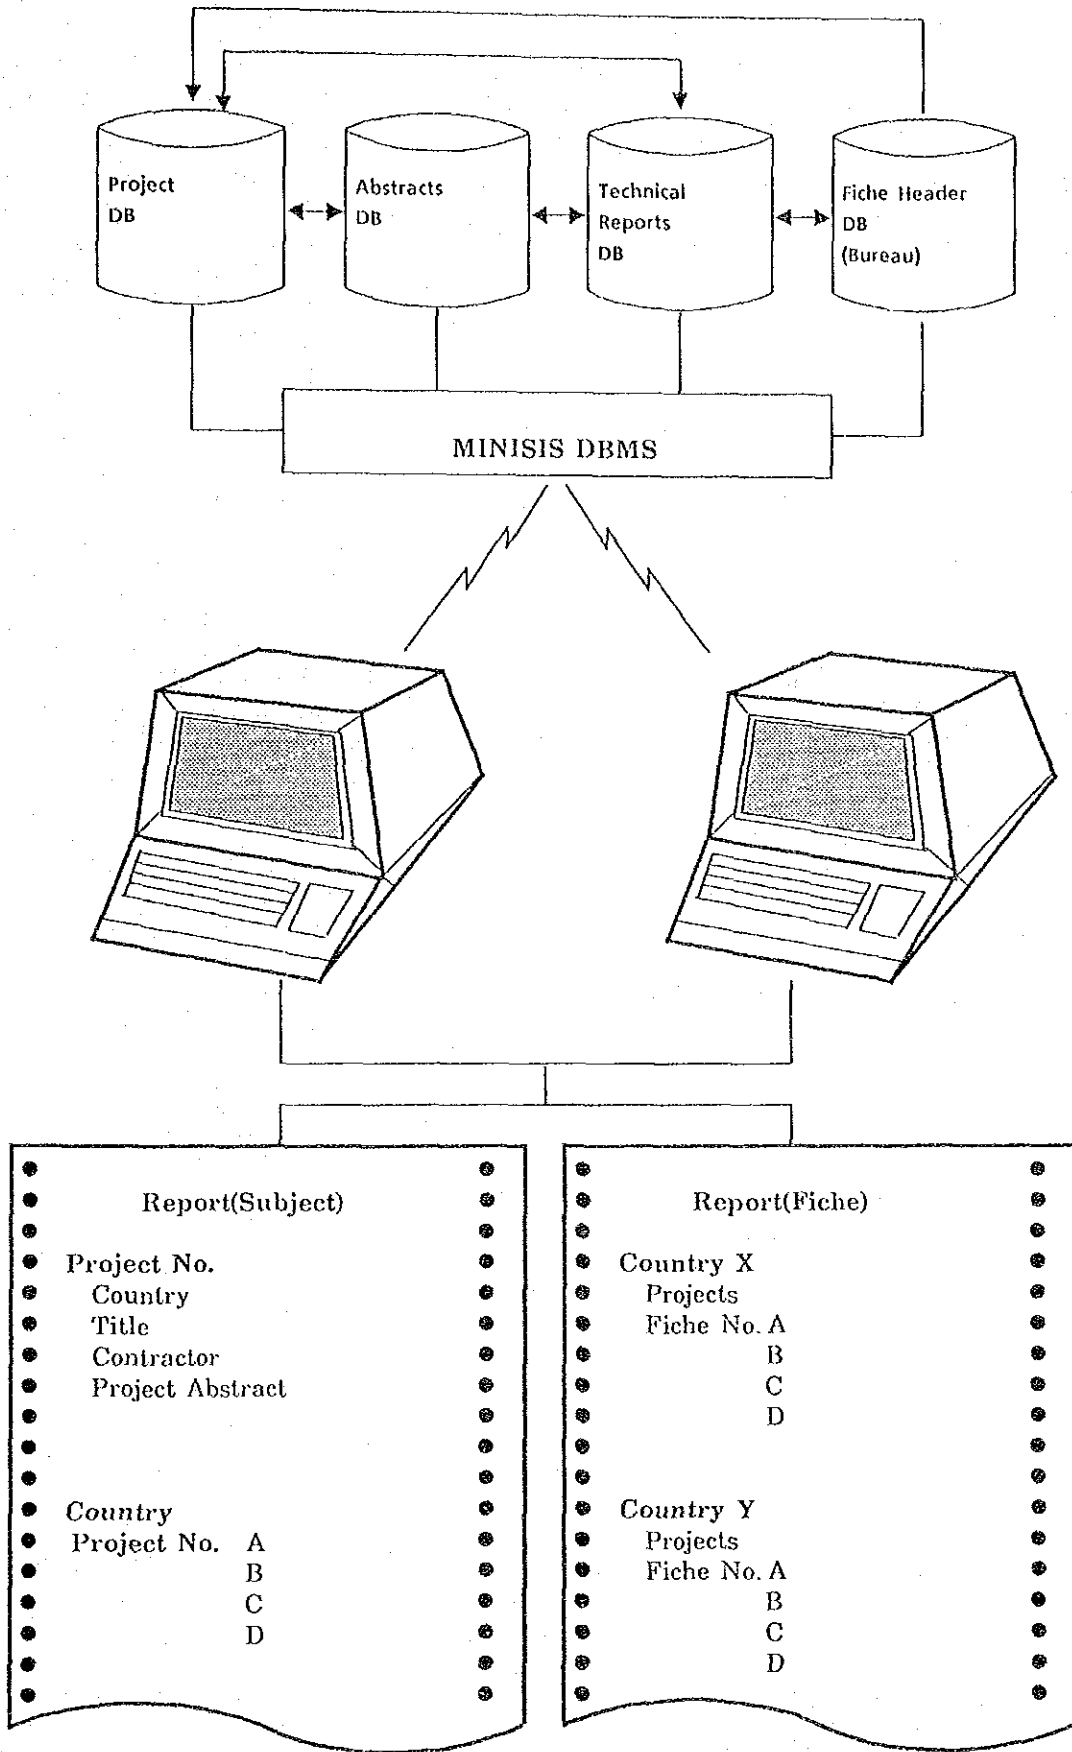 Project
DB
Abstracts
DB
Technical
Reports
DB
Fiche Header
DB
(Bureau)
MINISIS DBMS
Report(Subject)
Project No.
Country
Title
Contractor
Project Abstract
Country
Project No. A
B
C
D
Report(Fiche)
Country X
Projects
Fiche No. A
B
C
D
Country Y
Projects
Fiche No. A
B
C
D